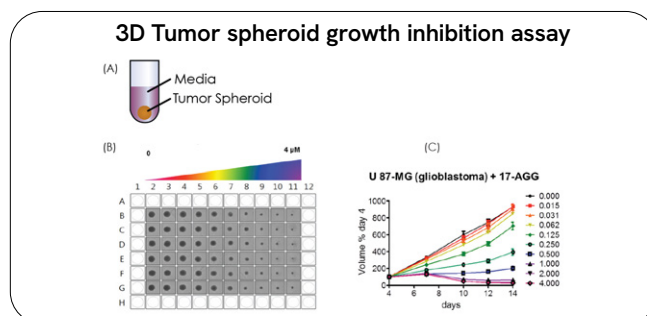 3D Tumor spheroid growth inhibition assay
(A)
Media
Tumor Spheroid
(B)
0
4 µM
1 2 3 4 5 6 7 8 9 10 11 12
A
B
C
D
E
F
G
H
(C)
U 87-MG (glioblastoma) + 17-AGG
Volume % day 4
1000
800
600
400
200
0
4 6 8 10 12 14
days
0.000
0.015
0.031
0.062
0.125
0.250
0.500
1.000
2.000
4.000